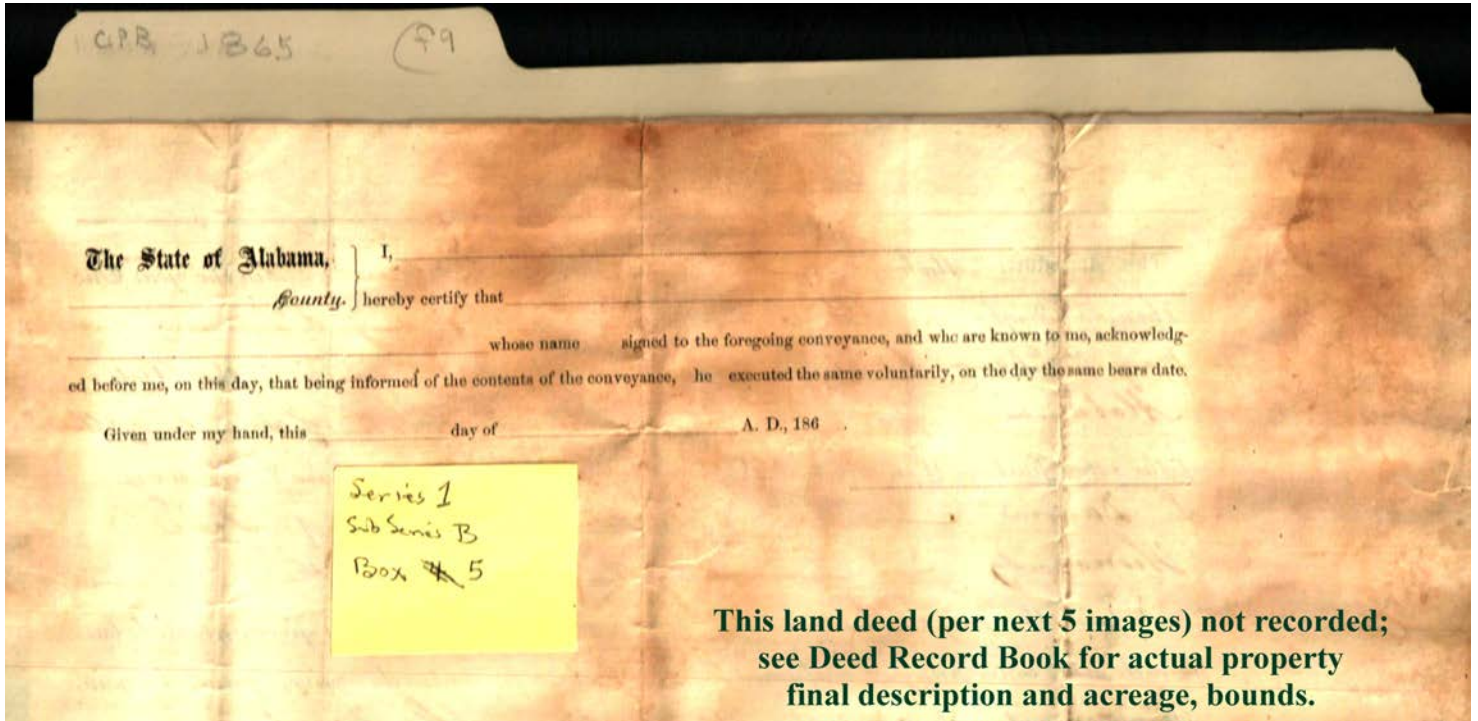 1865
The State of Alabama, } I,
County. } hereby certify that
whose name signed to the foregoing conveyance, and who are known to me, acknowledg-
ed before me, on this day, that being informed of the contents of the conveyance, he executed the same voluntarily, on the day the same bears date.
Given under my hand, this day of A. D., 186 .
Series 1
Sub Series B
Box 5
This land deed (per next 5 images) not recorded;
see Deed Record Book for actual property
final description and acreage, bounds.